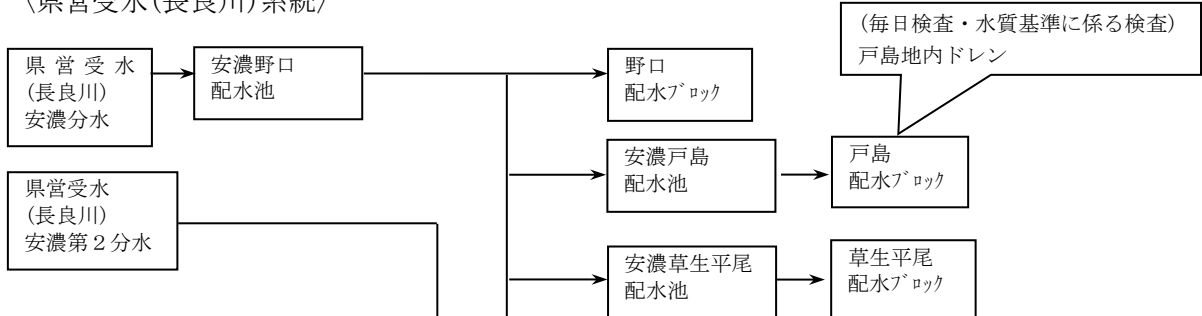 〈県営受水(長良川)系統〉
(毎日検査・水質基準に係る検査)
戸島地内ドレン
県営受水
(長良川)
安濃分水
安濃野口
配水池
野口
配水ﾌﾞﾛｯｸ
安濃戸島
配水池
戸島
配水ﾌﾞﾛｯｸ
県営受水
(長良川)
安濃第２分水
安濃草生平尾
配水池
草生平尾
配水ﾌﾞﾛｯｸ